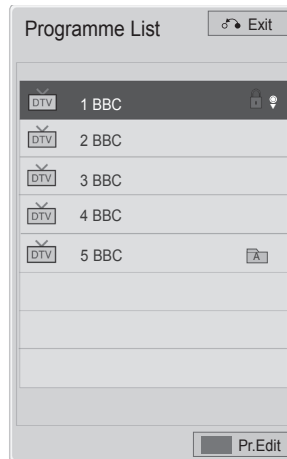 Programme List
Exit
DTV 1 BBC
DTV 2 BBC
DTV 3 BBC
DTV 4 BBC
DTV 5 BBC A
Pr.Edit